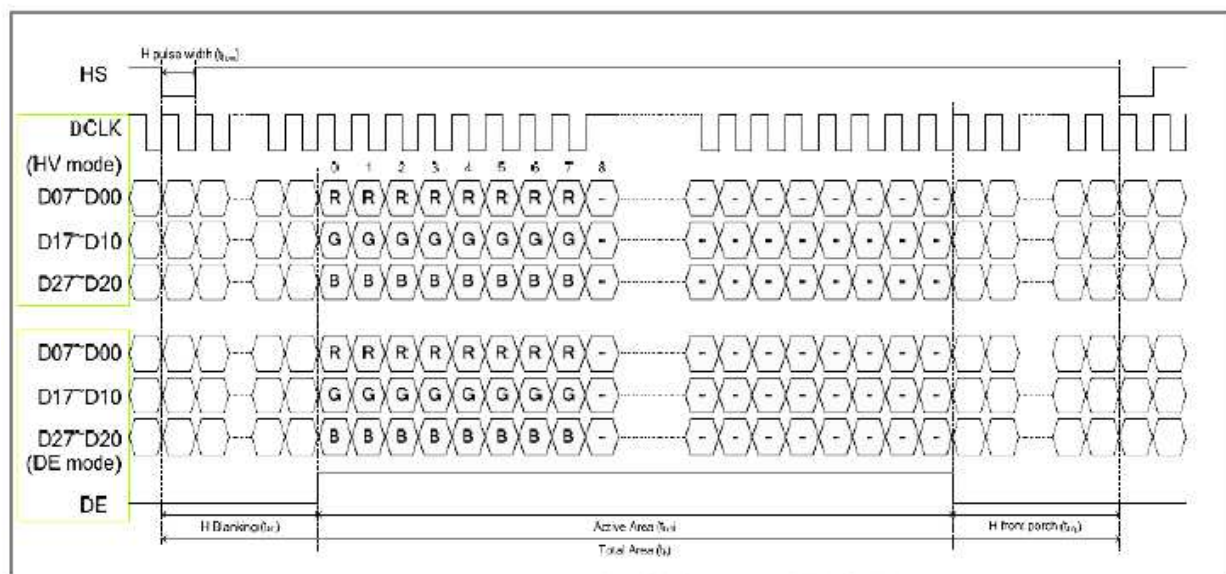 H pulse width (thpw)
HS
DCLK
(HV mode)
0 1 2 3 4 5 6 7 8
D07~D00 R R R R R R R R - - - - - - - - -
D17~D10 G G G G G G G G - - - - - - - - -
D27~D20 B B B B B B B B - - - - - - - - -
D07~D00 R R R R R R R R - - - - - - - - -
D17~D10 G G G G G G G G - - - - - - - - -
D27~D20 B B B B B B B B - - - - - - - - -
(DE mode)
DE
H Blanking Active Area H front porch
Total Area